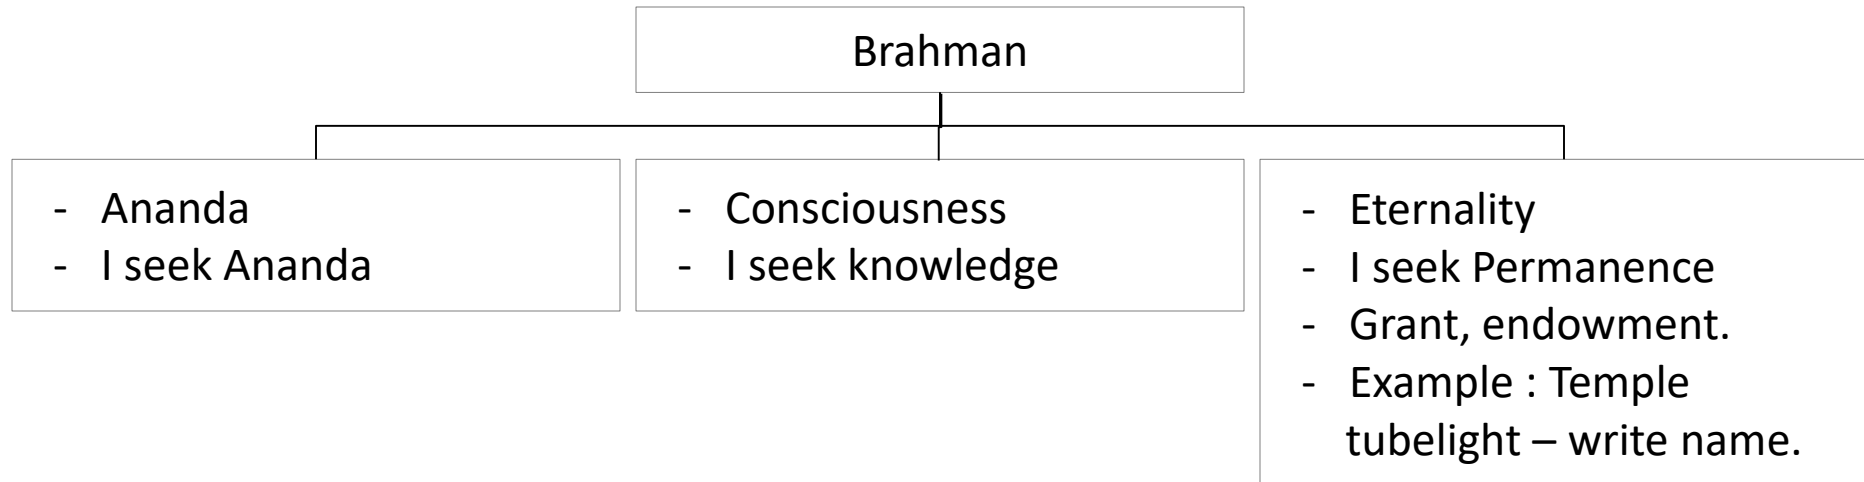 Brahman
- Ananda
- I seek Ananda
- Consciousness
- I seek knowledge
- Eternality
- I seek Permanence
- Grant, endowment.
- Example : Temple
tubelight – write name.